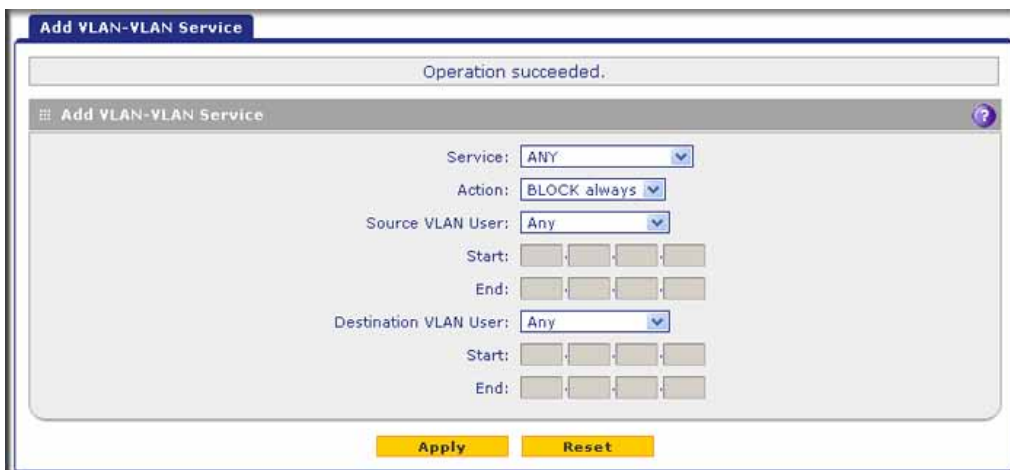 Add VLAN-VLAN Service
Operation succeeded.
Add VLAN-VLAN Service
?
Service: ANY
Action: BLOCK always
Source VLAN User: Any
Start:
End:
Destination VLAN User: Any
Start:
End:
Apply Reset